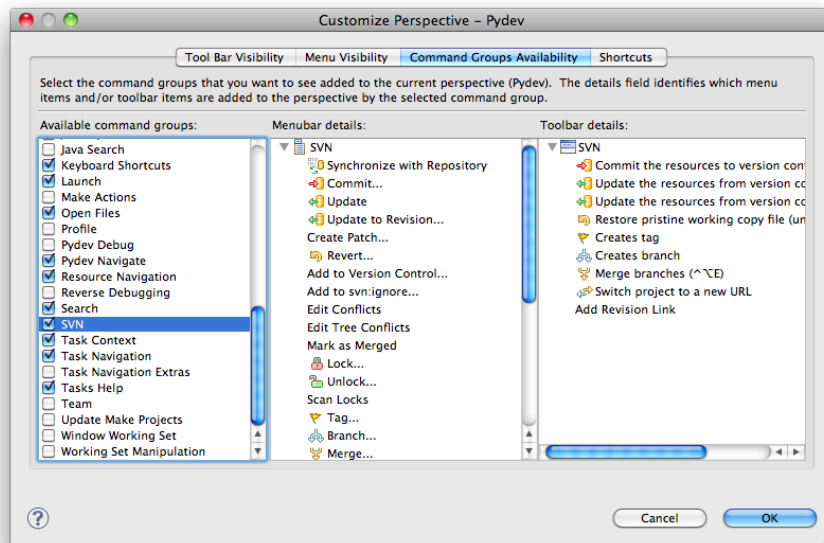 Customize Perspective – Pydev
Tool Bar Visibility
Menu Visibility
Command Groups Availability
Shortcuts
Select the command groups that you want to see added to the current perspective (Pydev). The details field identifies which menu
items and/or toolbar items are added to the perspective by the selected command group.
Available command groups:
Java Search
Keyboard Shortcuts
Launch
Make Actions
Open Files
Profile
Pydev Debug
Pydev Navigate
Resource Navigation
Reverse Debugging
Search
SVN
Task Context
Task Navigation
Task Navigation Extras
Tasks Help
Team
Update Make Projects
Window Working Set
Working Set Manipulation
Menubar details:
SVN
Synchronize with Repository
Commit...
Update
Update to Revision...
Create Patch...
Revert...
Add to Version Control...
Add to svn:ignore...
Edit Conflicts
Edit Tree Conflicts
Mark as Merged
Lock...
Unlock...
Scan Locks
Tag...
Branch...
Merge...
Toolbar details:
SVN
Commit the resources to version con
Update the resources from version co
Update the resources from version co
Restore pristine working copy file (un
Creates tag
Creates branch
Merge branches (^⌥E)
Switch project to a new URL
Add Revision Link
?
Cancel
OK